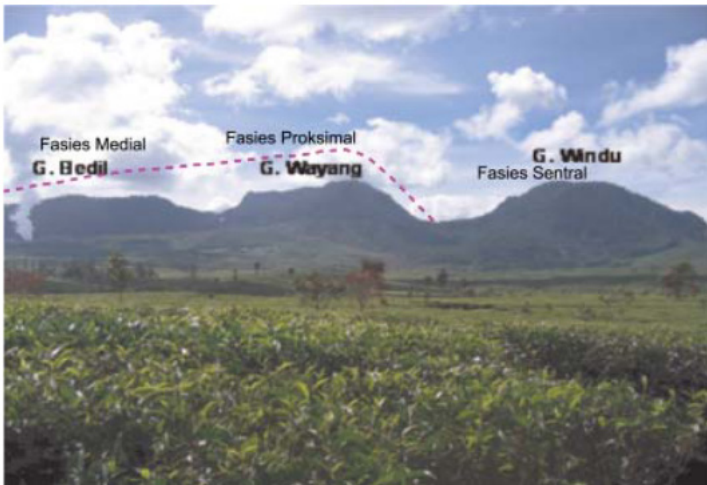 Fasies Medial
G. Bedil
Fasies Proksimal
G. Wayang
G. Windu
Fasies Sentral